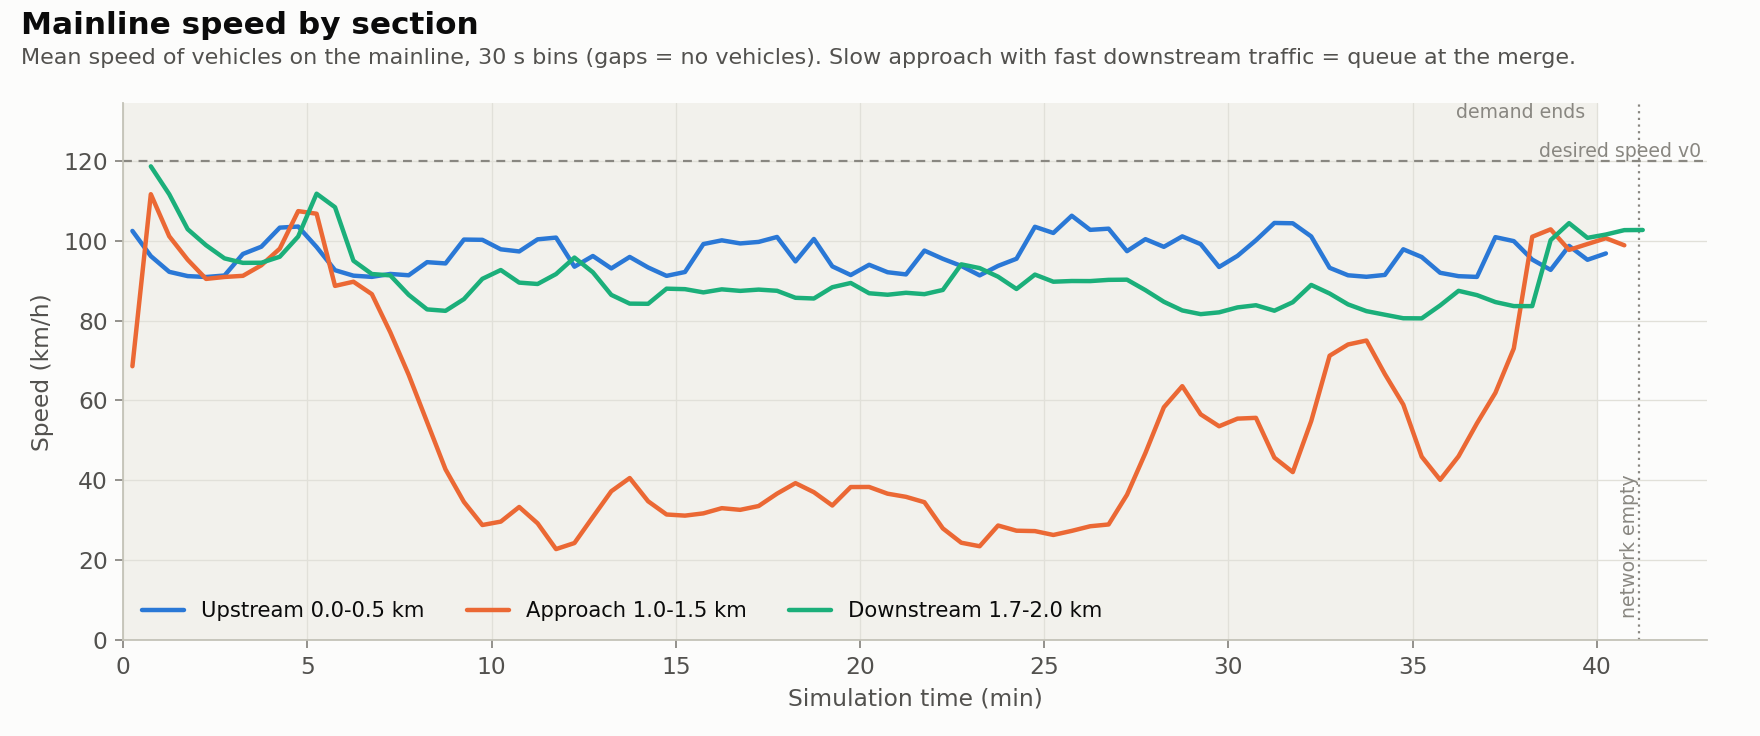 Mainline speed by section
Mean speed of vehicles on the mainline, 30 s bins (gaps = no vehicles). Slow approach with fast downstream traffic = queue at the merge.
demand ends
desired speed v0
network empty
Speed (km/h)
120
100
80
60
40
20
0
Upstream 0.0-0.5 km
Approach 1.0-1.5 km
Downstream 1.7-2.0 km
0 5 10 15 20 25 30 35 40
Simulation time (min)